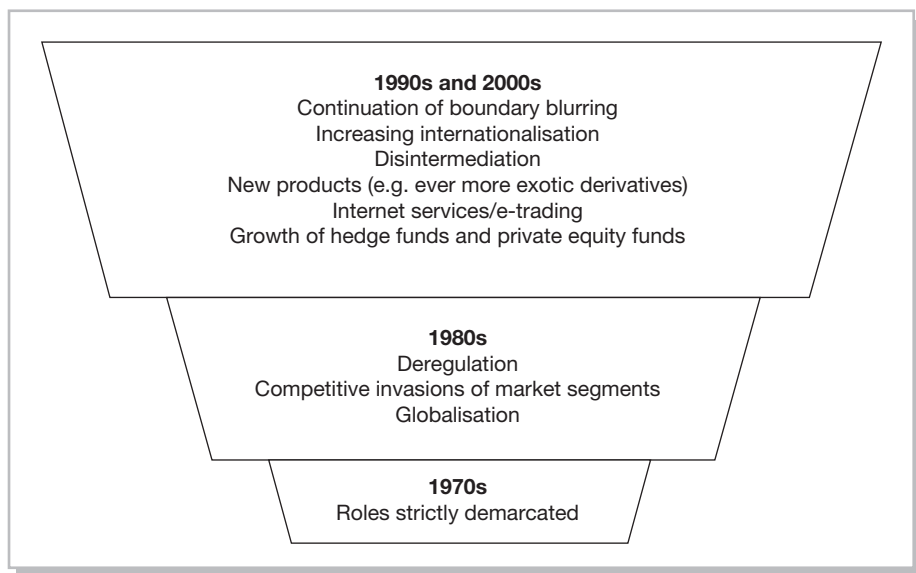 1990s and 2000s
Continuation of boundary blurring
Increasing internationalisation
Disintermediation
New products (e.g. ever more exotic derivatives)
Internet services/e-trading
Growth of hedge funds and private equity funds
1980s
Deregulation
Competitive invasions of market segments
Globalisation
1970s
Roles strictly demarcated